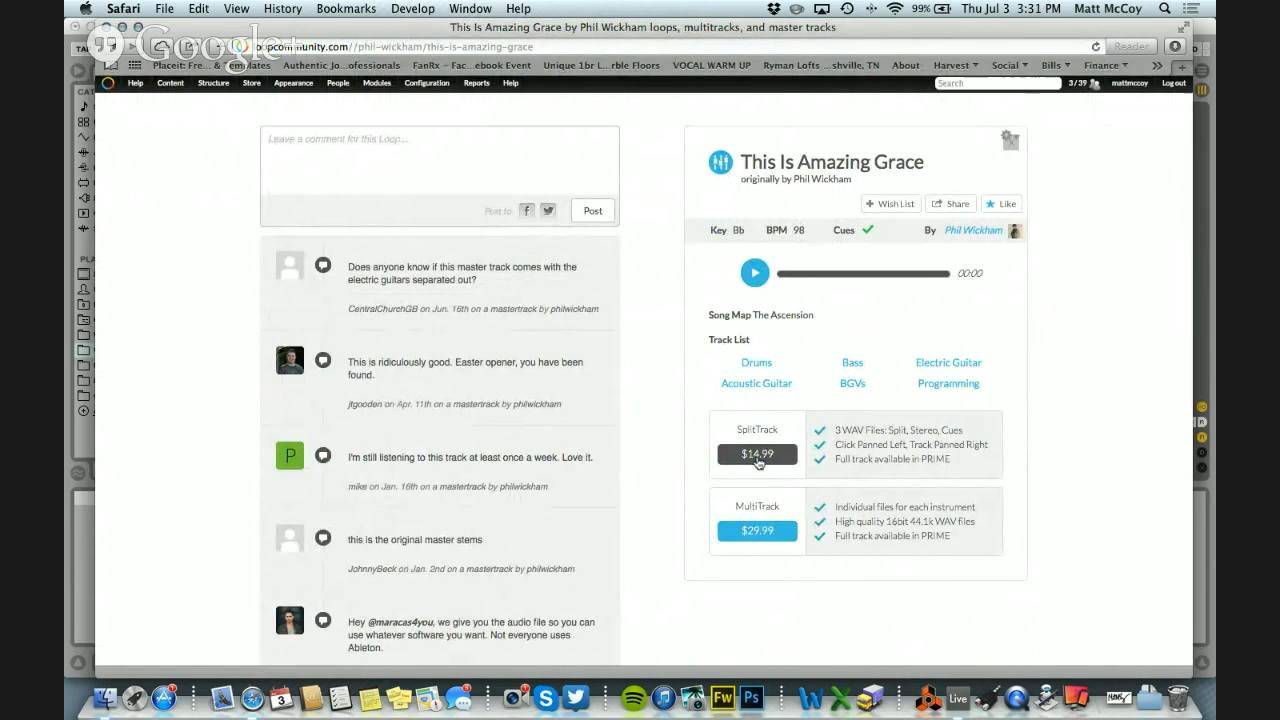 Safari File Edit View History Bookmarks Develop Window Help 99% Thu Jul 3 3:31 PM Matt McCoy
This Is Amazing Grace by Phil Wickham loops, multitracks, and master tracks
Google+
loopcommunity.com//phil-wickham/this-is-amazing-grace Reader
Placeit: Fre... & Templates Authentic Jo...ofessionals FanRx – Fac...ebook Event Unique 1br L...rble Floors VOCAL WARM UP Ryman Lofts ...shville, TN About Harvest Social Bills Finance
Help Content Structure Store Appearance People Modules Configuration Reports Help Search 3/39 mattmccoy Log out
Leave a comment for this Loop...
Post to: Post
Does anyone know if this master track comes with the
electric guitars separated out?
CentralChurchGB on Jun. 16th on a mastertrack by philwickham
This is ridiculously good. Easter opener, you have been
found.
jtgooden on Apr. 11th on a mastertrack by philwickham
P
I'm still listening to this track at least once a week. Love it.
mike on Jan. 16th on a mastertrack by philwickham
this is the original master stems
JohnnyBeck on Jan. 2nd on a mastertrack by philwickham
Hey @maracas4you, we give you the audio file so you can
use whatever software you want. Not everyone uses
Ableton.
This Is Amazing Grace
originally by Phil Wickham
Wish List Share Like
Key Bb BPM 98 Cues By Phil Wickham
00:00
Song Map The Ascension
Track List
Drums Bass Electric Guitar
Acoustic Guitar BGVs Programming
SplitTrack
$14.99
3 WAV Files: Split, Stereo, Cues
Click Panned Left, Track Panned Right
Full track available in PRIME
MultiTrack
$29.99
Individual files for each instrument
High quality 16bit 44.1k WAV files
Full track available in PRIME
Fw Ps Live